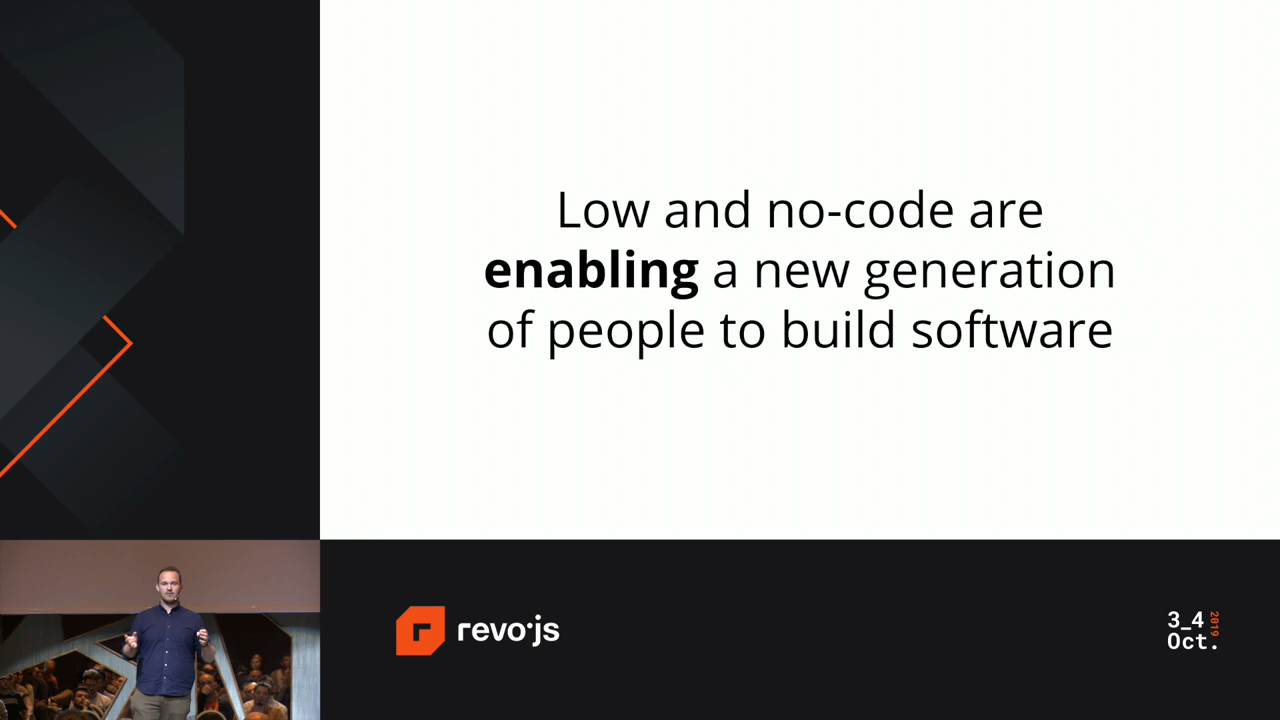 Low and no-code are
enabling a new generation
of people to build software
r revo·js
3_4 2019
Oct.